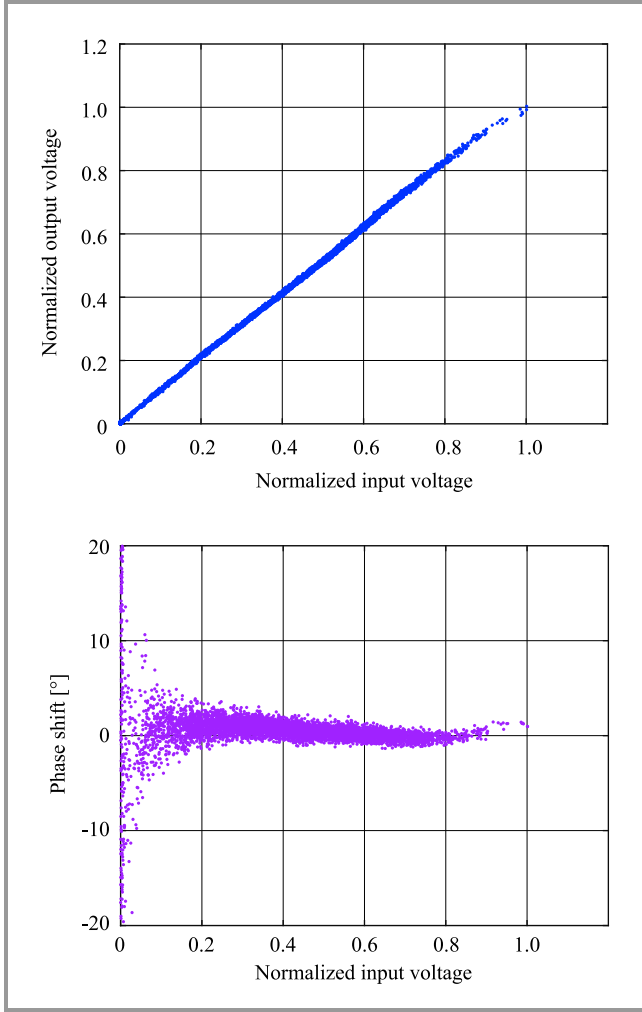 1.2
1.0
0.8
0.6
0.4
0.2
0
Normalized output voltage
0 0.2 0.4 0.6 0.8 1.0
Normalized input voltage
20
10
0
-10
-20
Phase shift [°]
0 0.2 0.4 0.6 0.8 1.0
Normalized input voltage